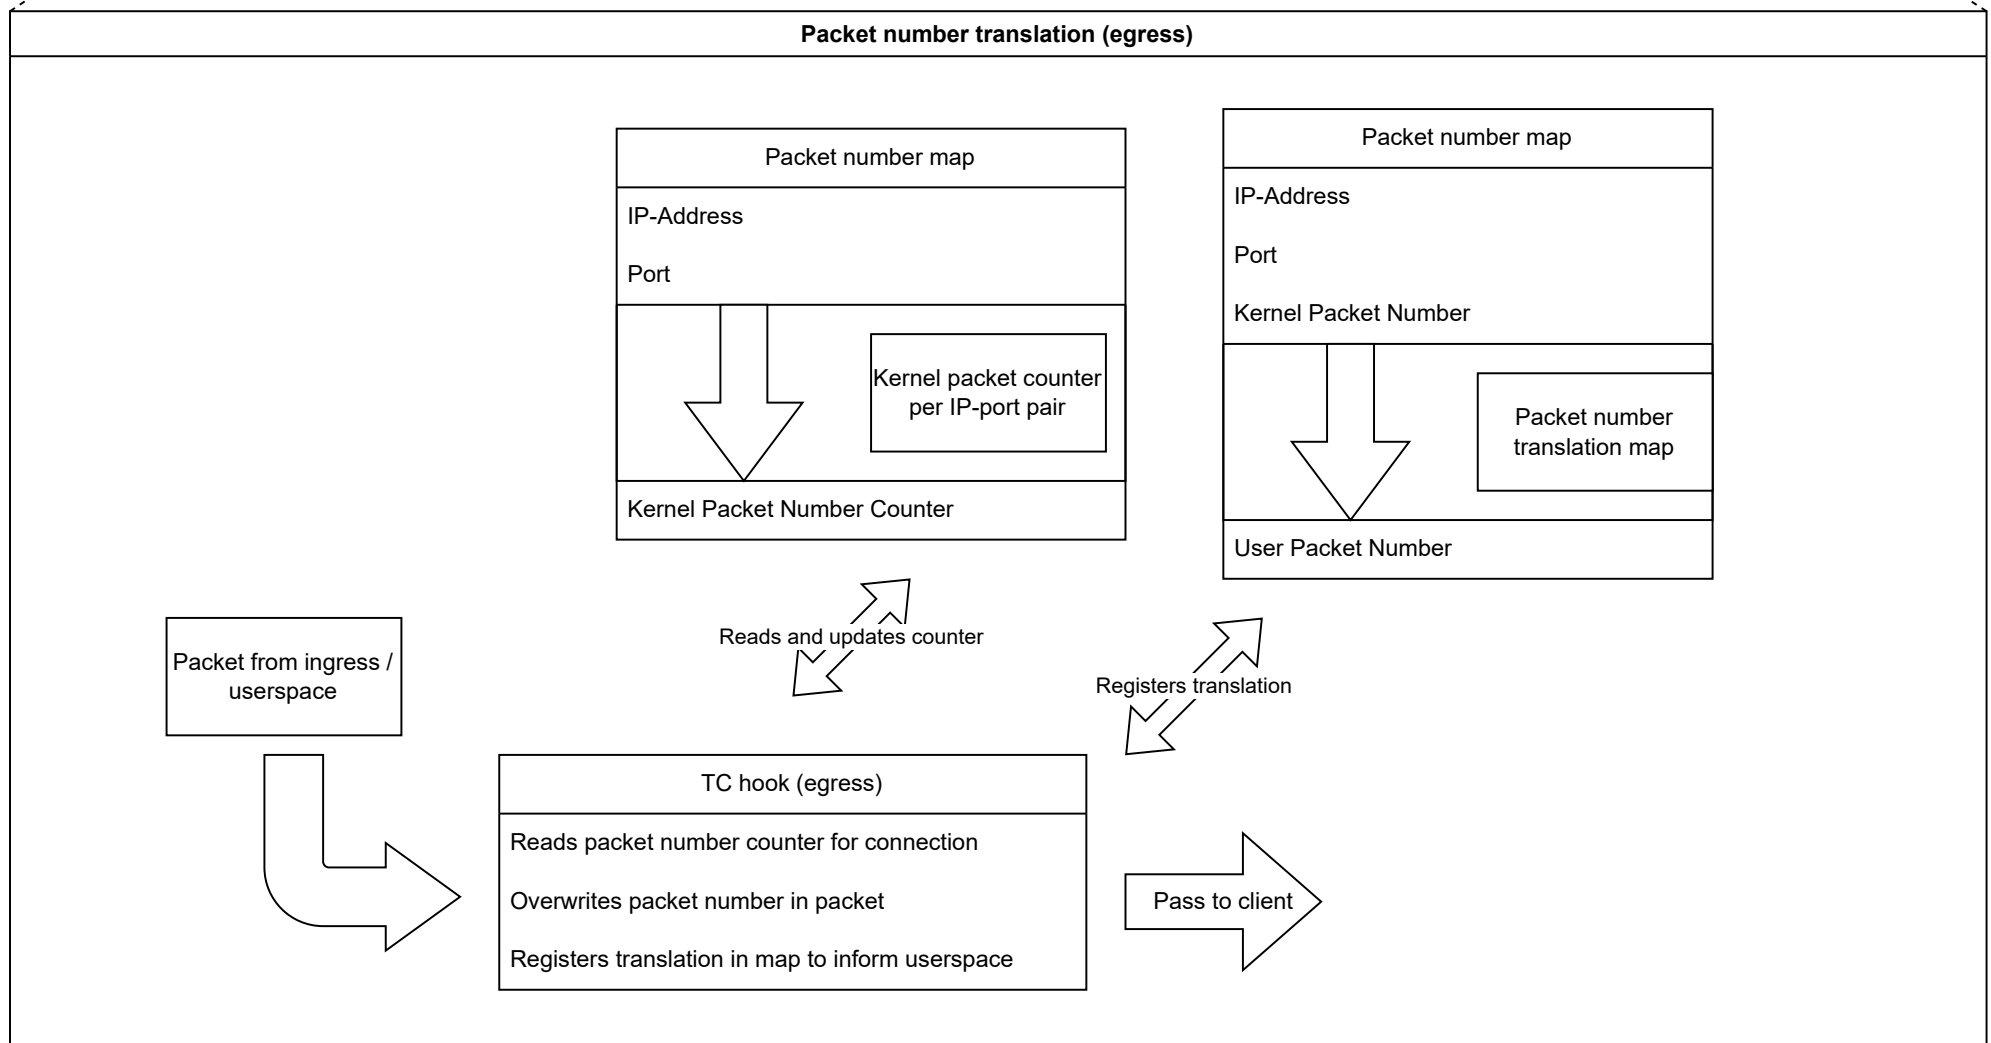 Packet number translation (egress)
Packet number map
IP-Address
Port
Kernel packet counter
per IP-port pair
Kernel Packet Number Counter
Packet number map
IP-Address
Port
Kernel Packet Number
Packet number
translation map
User Packet Number
Reads and updates counter
Registers translation
Packet from ingress /
userspace
TC hook (egress)
Reads packet number counter for connection
Overwrites packet number in packet
Registers translation in map to inform userspace
Pass to client